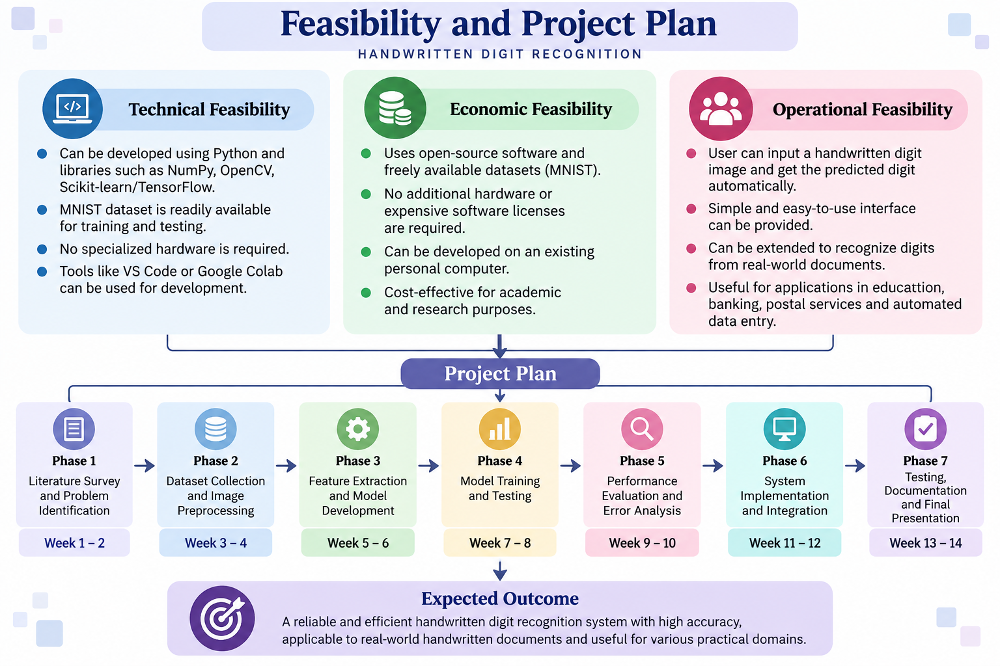 Feasibility and Project Plan
HANDWRITTEN DIGIT RECOGNITION
Technical Feasibility
Can be developed using Python and
libraries such as NumPy, OpenCV,
Scikit-learn/TensorFlow.
MNIST dataset is readily available
for training and testing.
No specialized hardware is required.
Tools like VS Code or Google Colab
can be used for development.
Economic Feasibility
Uses open-source software and
freely available datasets (MNIST).
No additional hardware or
expensive software licenses
are required.
Can be developed on an existing
personal computer.
Cost-effective for academic
and research purposes.
Operational Feasibility
User can input a handwritten digit
image and get the predicted digit
automatically.
Simple and easy-to-use interface
can be provided.
Can be extended to recognize digits
from real-world documents.
Useful for applications in educattion,
banking, postal services and automated
data entry.
Project Plan
Phase 1
Literature Survey
and Problem
Identification
Week 1 – 2
Phase 2
Dataset Collection
and Image
Preprocessing
Week 3 – 4
Phase 3
Feature Extraction
and Model
Development
Week 5 – 6
Phase 4
Model Training
and Testing
Week 7 – 8
Phase 5
Performance
Evaluation and
Error Analysis
Week 9 – 10
Phase 6
System
Implementation
and Integration
Week 11 – 12
Phase 7
Testing,
Documentation
and Final
Presentation
Week 13 – 14
Expected Outcome
A reliable and efficient handwritten digit recognition system with high accuracy,
applicable to real-world handwritten documents and useful for various practical domains.